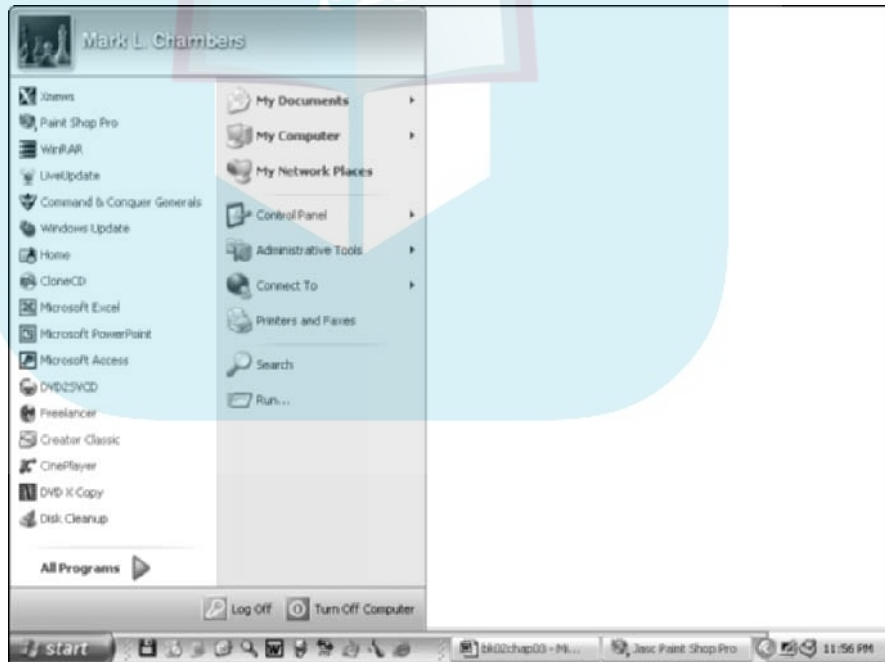 Mark L. Chambers
Xnews
Paint Shop Pro
WinRAR
LiveUpdate
Command & Conquer Generals
Windows Update
Home
CloneCD
Microsoft Excel
Microsoft PowerPoint
Microsoft Access
DVD2SVCD
Freelancer
Creator Classic
CinePlayer
DVD X Copy
Disk Cleanup
All Programs
My Documents
My Computer
My Network Places
Control Panel
Administrative Tools
Connect To
Printers and Faxes
Search
Run...
Log Off
Turn Off Computer
start
bk02chap03 - Mi...
Jasc Paint Shop Pro
11:56 PM